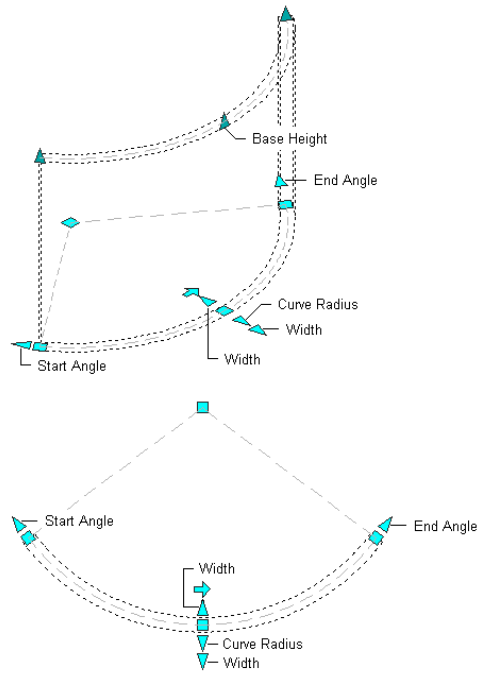 Base Height
End Angle
Curve Radius
Width
Width
Start Angle
Start Angle
End Angle
Width
Curve Radius
Width